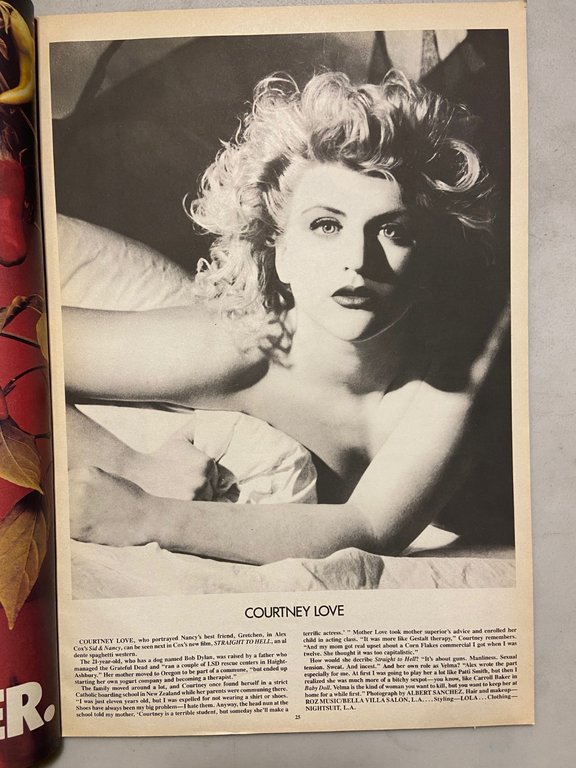 ER.
COURTNEY LOVE
COURTNEY LOVE, who portrayed Nancy's best friend, Gretchen, in Alex
Cox's Sid & Nancy, can be seen next in Cox's new film, STRAIGHT TO HELL, an al
dente spaghetti western.
The 21-year-old, who has a dog named Bob Dylan, was raised by a father who
managed the Grateful Dead and "ran a couple of LSD rescue centers in Haight-
Ashbury." Her mother moved to Oregon to be part of a commune, "but ended up
starting her own yogurt company and becoming a therapist."
The family moved around a lot, and Courtney once found herself in a strict
Catholic boarding school in New Zealand while her parents were communing there.
"I was just eleven years old, but I was expelled for not wearing a shirt or shoes.
Shoes have always been my big problem—I hate them. Anyway, the head nun at the
school told my mother, 'Courtney is a terrible student, but someday she'll make a
terrific actress.' " Mother Love took mother superior's advice and enrolled her
child in acting class. "It was more like Gestalt therapy," Courtney remembers.
"And my mom got real upset about a Corn Flakes commercial I got when I was
twelve. She thought it was too capitalistic."
How would she decribe Straight to Hell? "It's about guns. Manliness. Sexual
tension. Sweat. And incest." And her own role as Velma? "Alex wrote the part
especially for me. At first I was going to play her a lot like Patti Smith, but then I
realized she was much more of a bitchy sexpot—you know, like Carroll Baker in
Baby Doll. Velma is the kind of woman you want to kill, but you want to keep her at
home for a while first." Photograph by ALBERT SANCHEZ. Hair and makeup—
ROZ MUSIC/BELLA VILLA SALON, L.A. . . . Styling—LOLA . . . Clothing—
NIGHTSUIT, L.A.
25